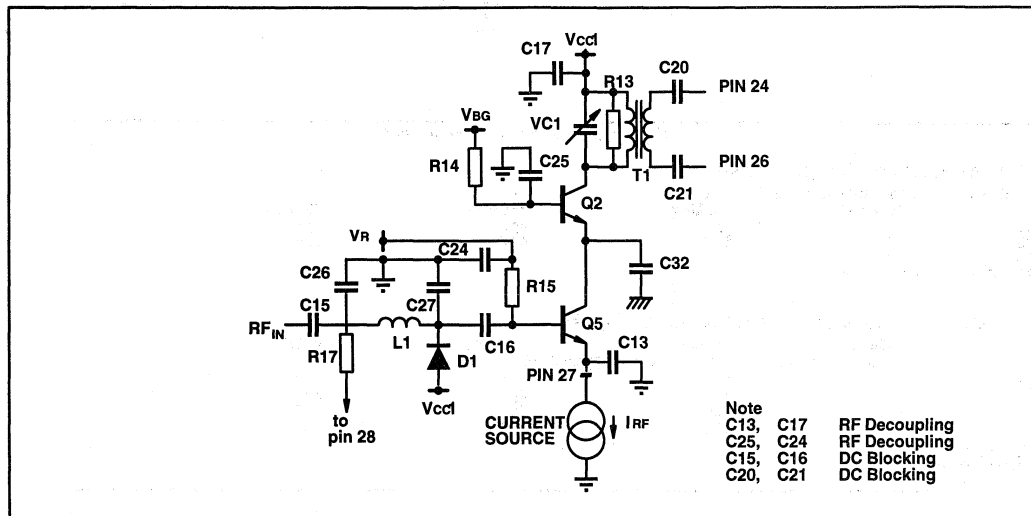 VCC1
C17
R13
C20
PIN 24
VC1
VBG
C25
R14
PIN 26
T1
C21
Q2
VR
C24
C26
C32
R15
C15
C27
RFIN
Q5
L1
C16
C13
R17
D1
PIN 27
VCC1
to
pin 28
CURRENT
SOURCE
IRF
Note
C13, C17 RF Decoupling
C25, C24 RF Decoupling
C15, C16 DC Blocking
C20, C21 DC Blocking